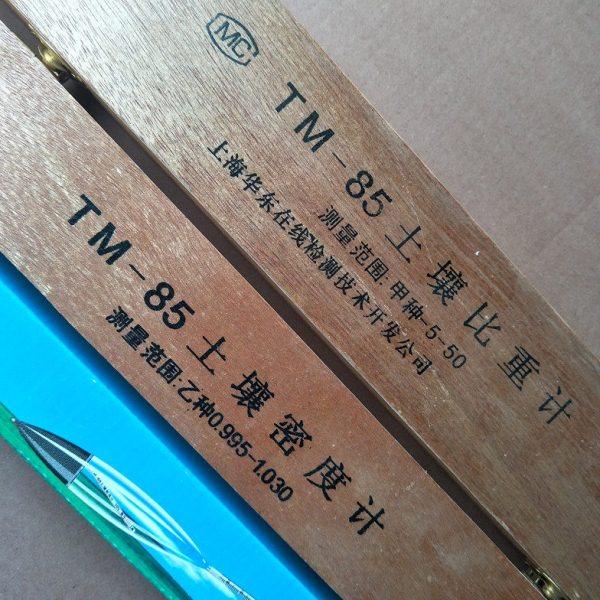 MC
TM-85土壤比重计
测量范围:甲种-5-50
上海华东在线检测技术开发公司
TM-85土壤密度计
测量范围:乙种0.995-1.030